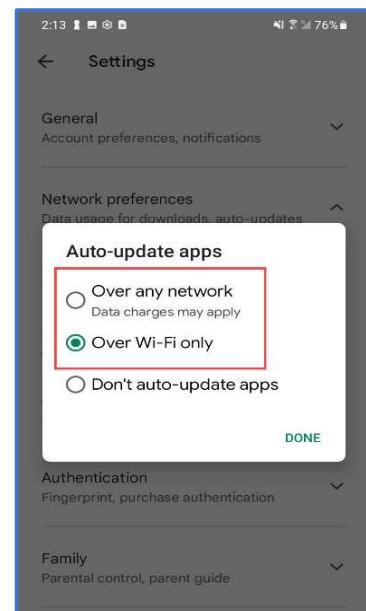 2:13 76%
Settings
General
Account preferences, notifications
Network preferences
Data usage for downloads, auto-updates
Auto-update apps
Over any network
Data charges may apply
Over Wi-Fi only
Don't auto-update apps
DONE
Authentication
Fingerprint, purchase authentication
Family
Parental control, parent guide